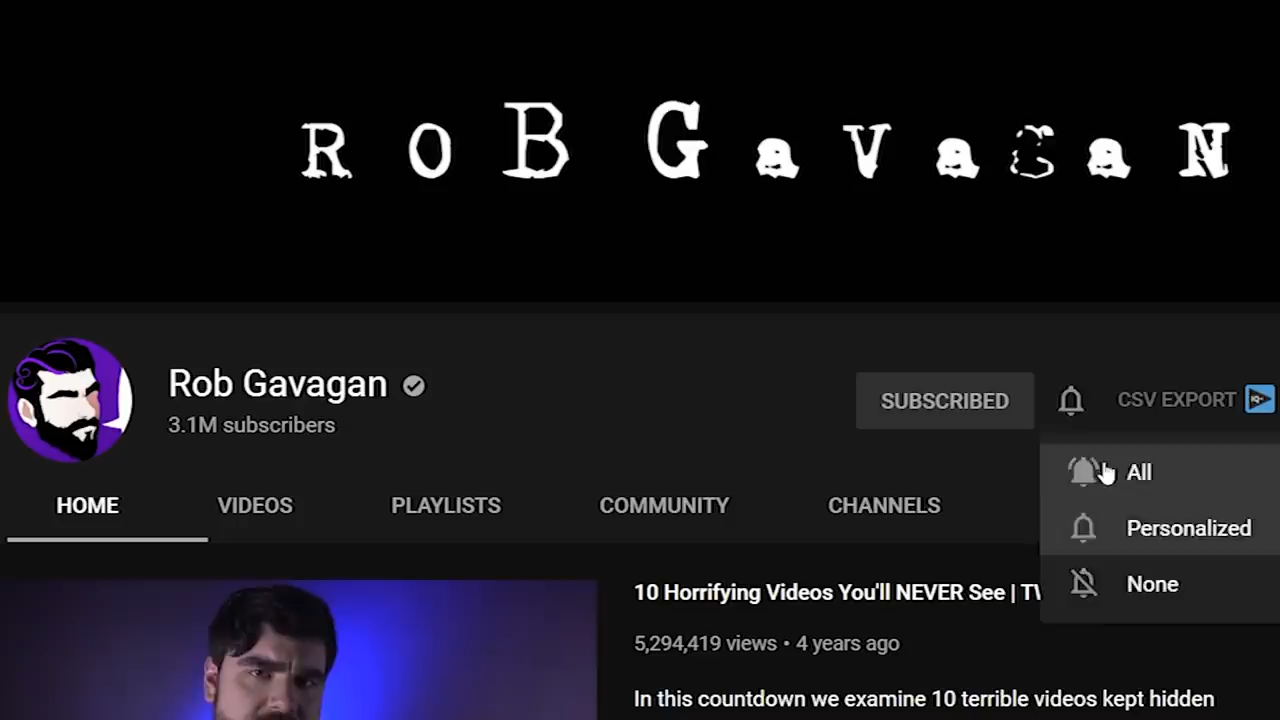 RoB GavagaN
Rob Gavagan
3.1M subscribers
SUBSCRIBED
CSV EXPORT
All
HOME VIDEOS PLAYLISTS COMMUNITY CHANNELS
Personalized
None
10 Horrifying Videos You'll NEVER See |
5,294,419 views • 4 years ago
In this countdown we examine 10 terrible videos kept hidden